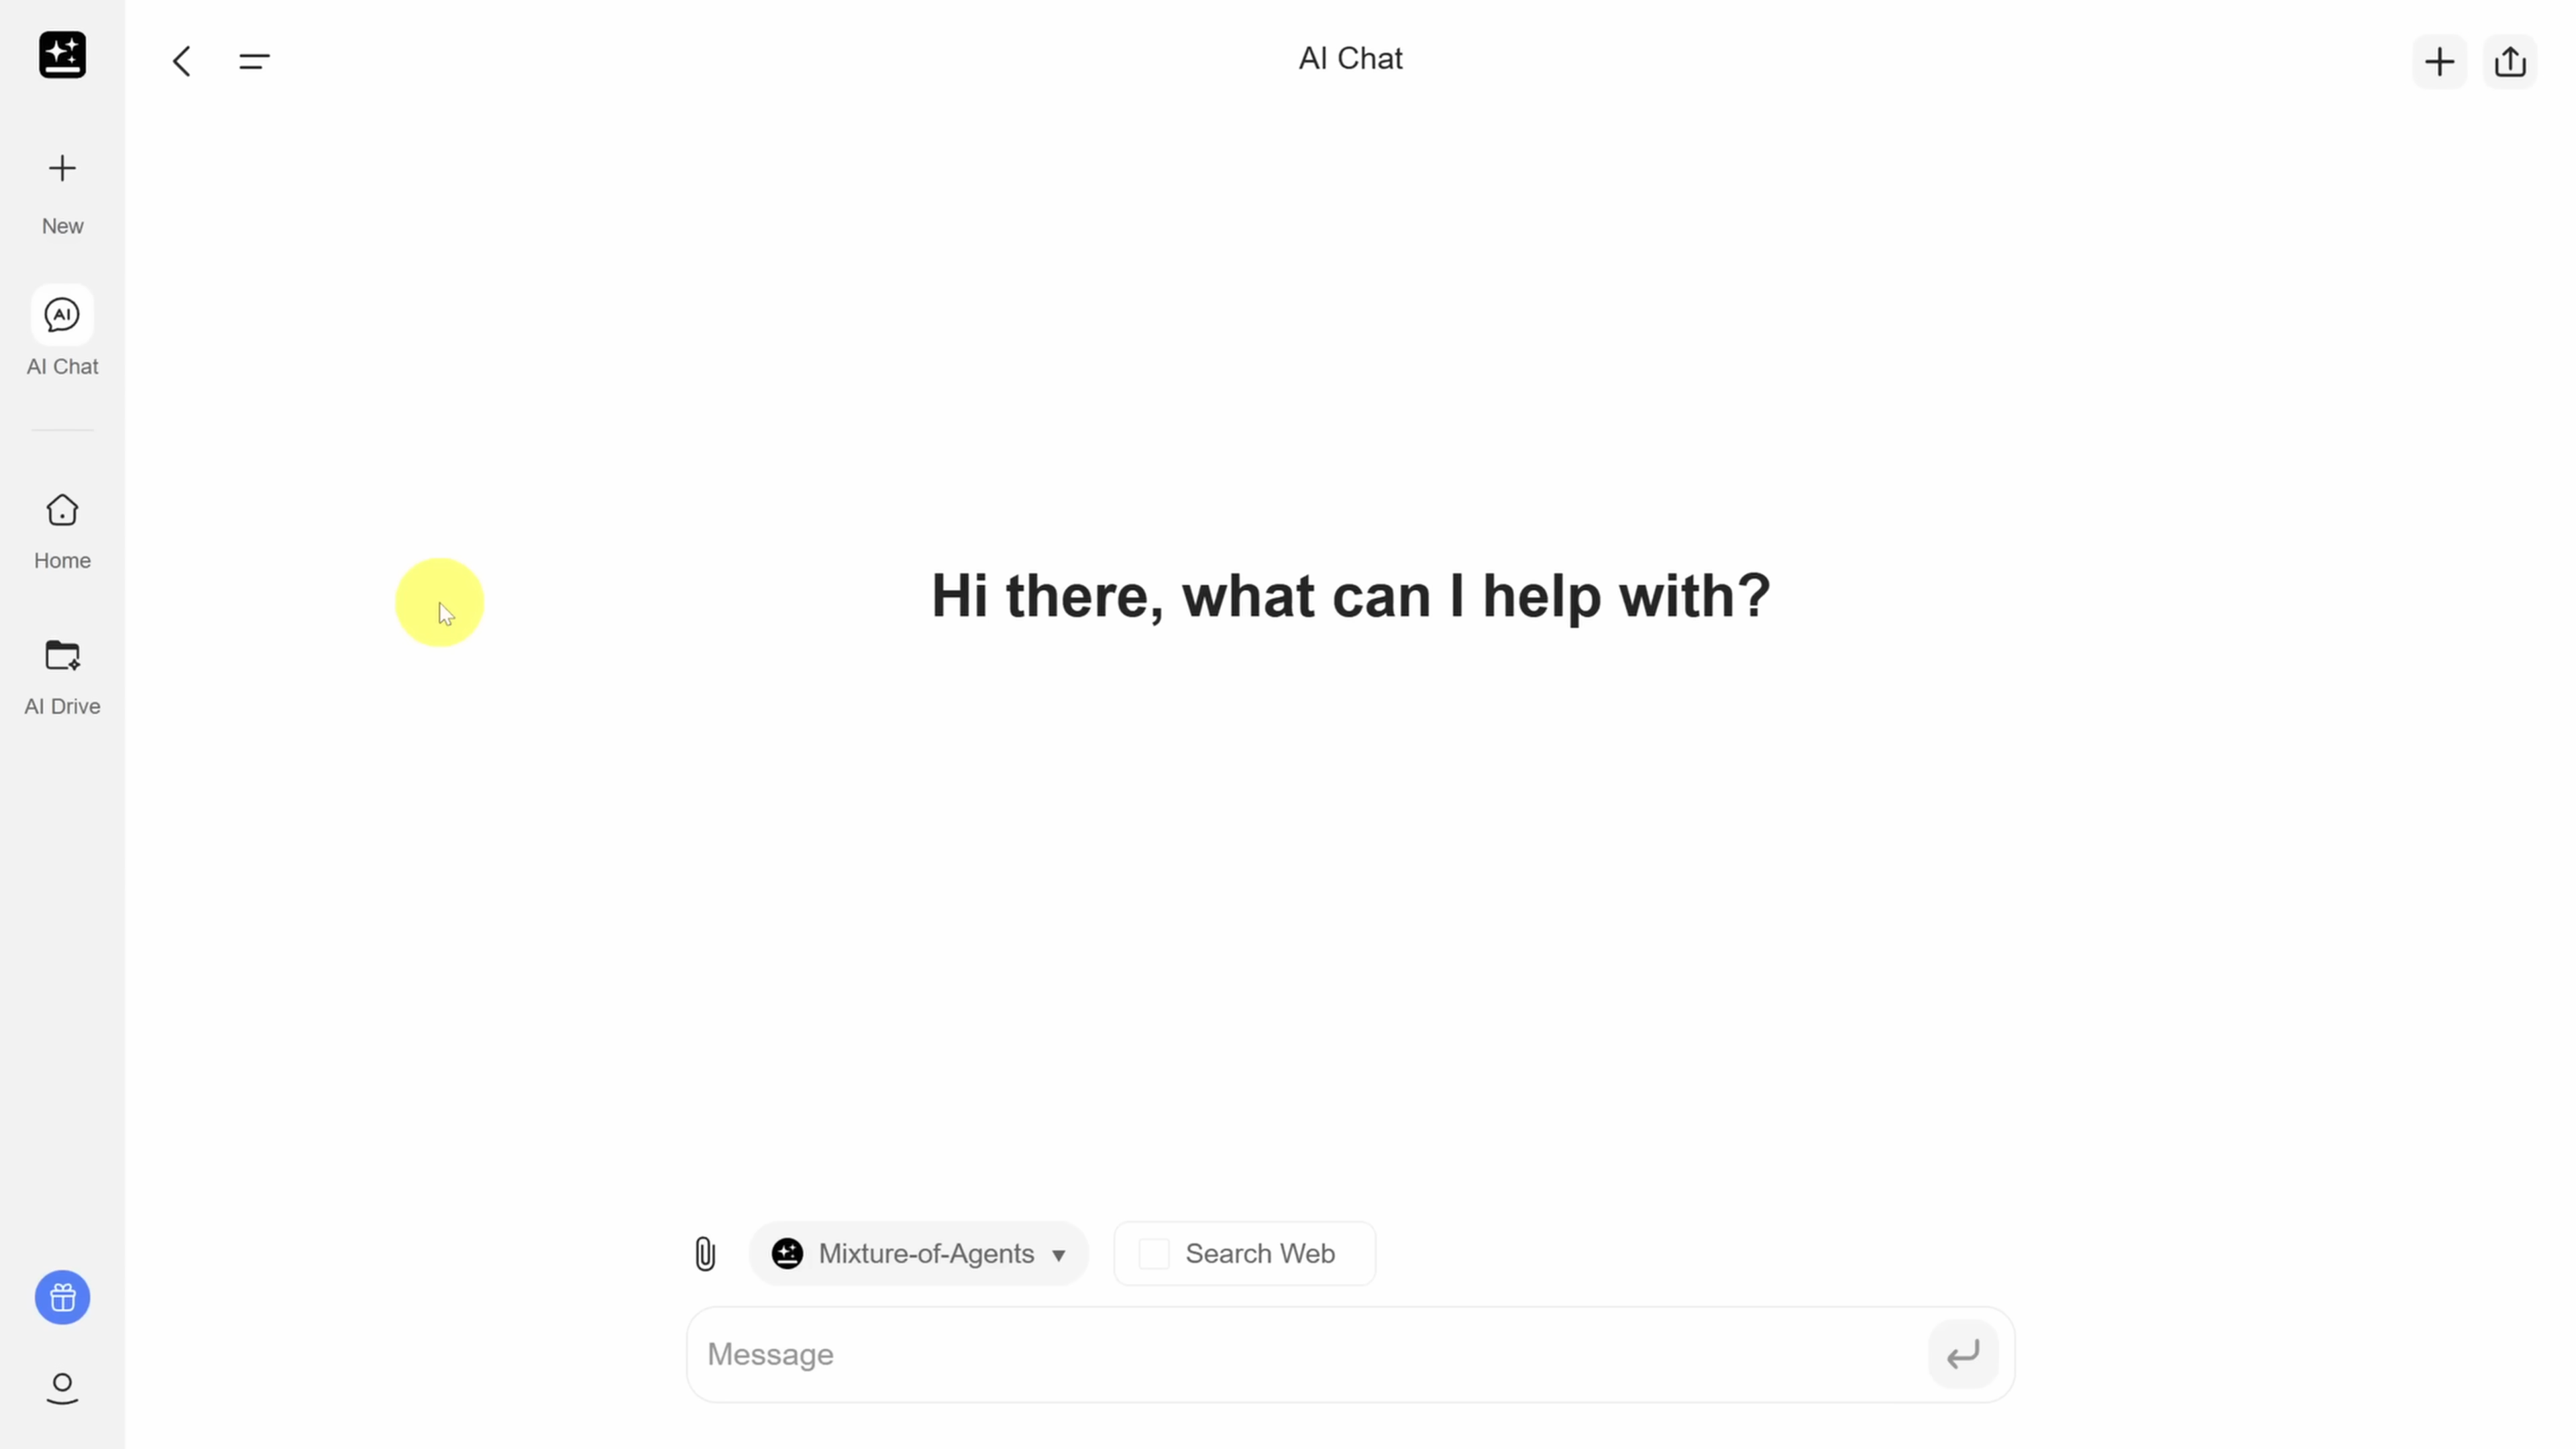 AI Chat
New
AI
AI Chat
Home
AI Drive
Hi there, what can I help with?
Mixture-of-Agents
Search Web
Message